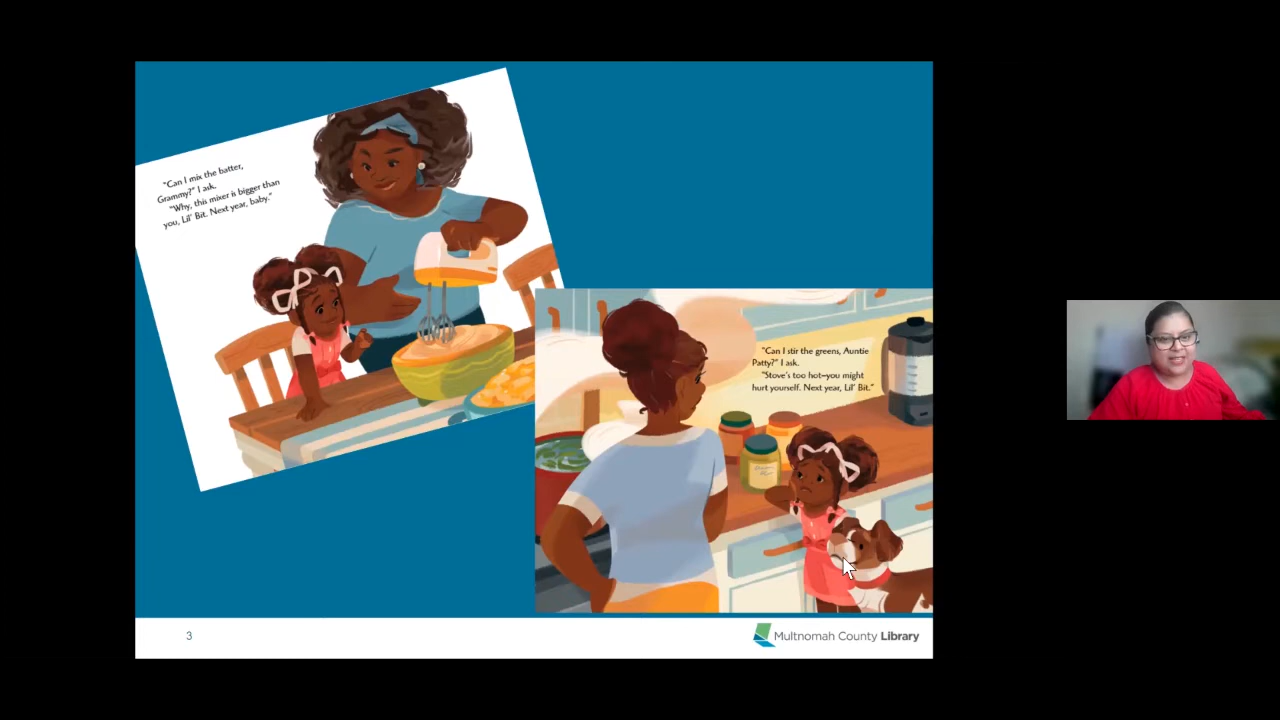 "Can I mix the batter,
Grammy?" I ask.
"Why, this mixer is bigger than
you, Lil' Bit. Next year, baby."
"Can I stir the greens, Auntie
Patty?" I ask.
"Stove's too hot—you might
hurt yourself. Next year, Lil' Bit."
3
Multnomah County Library